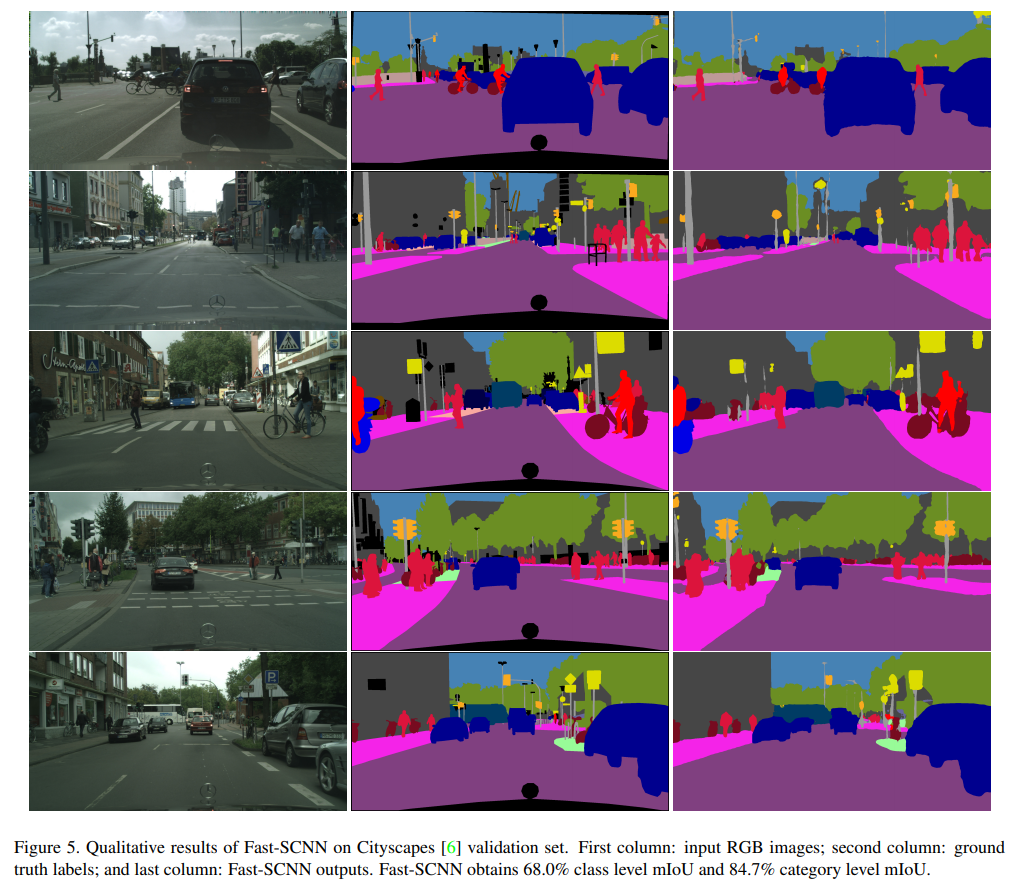 Figure 5. Qualitative results of Fast-SCNN on Cityscapes [6] validation set. First column: input RGB images; second column: ground
truth labels; and last column: Fast-SCNN outputs. Fast-SCNN obtains 68.0% class level mIoU and 84.7% category level mIoU.